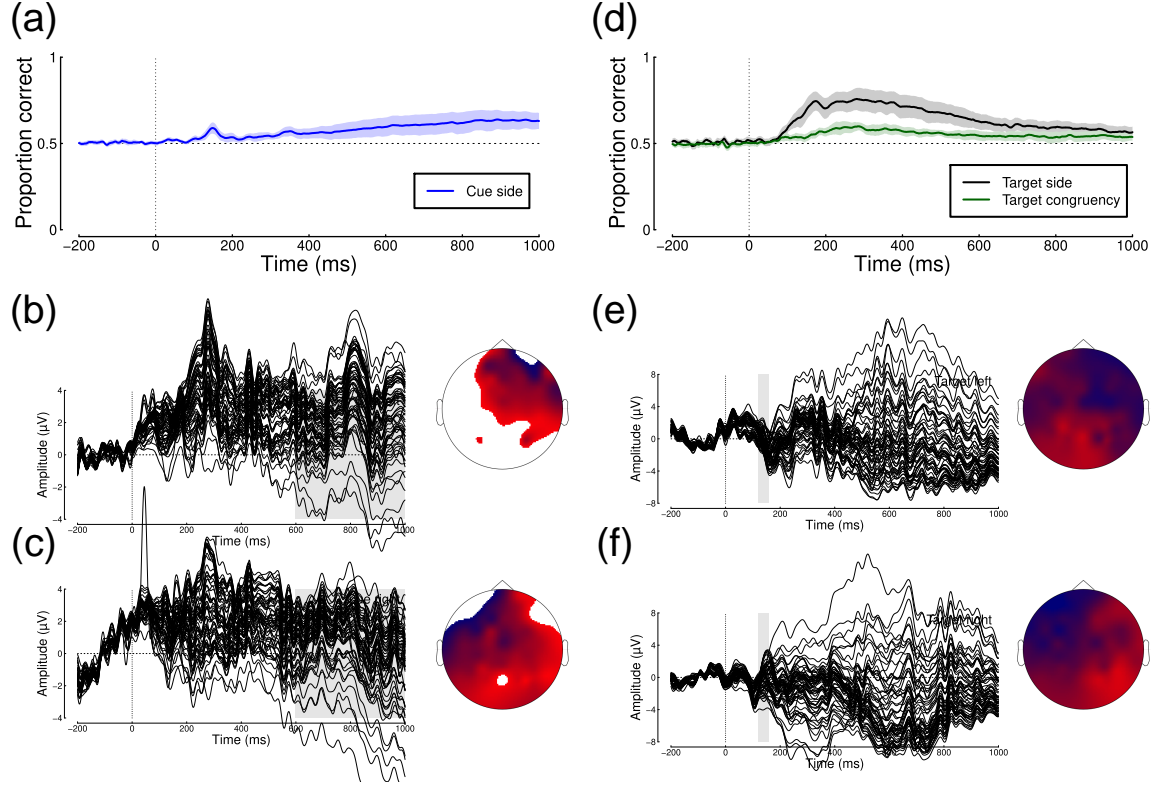 (a)
1
0.5
0
Proportion correct
Cue side
−200 0 200 400 600 800 1000
Time (ms)
(d)
1
0.5
0
Proportion correct
Target side
Target congruency
−200 0 200 400 600 800 1000
Time (ms)
(b)
4
2
0
−2
−4
Amplitude (µV)
−200 0 200 400 600 800 1000
Time (ms)
(c)
4
2
0
−2
−4
Amplitude (µV)
−200 0 200 400 600 800 1000
Time (ms)
(e)
8
4
0
−4
−8
Amplitude (µV)
Target left
−200 0 200 400 600 800 1000
Time (ms)
(f)
8
4
0
−4
−8
Amplitude (µV)
Target right
−200 0 200 400 600 800 1000
Time (ms)